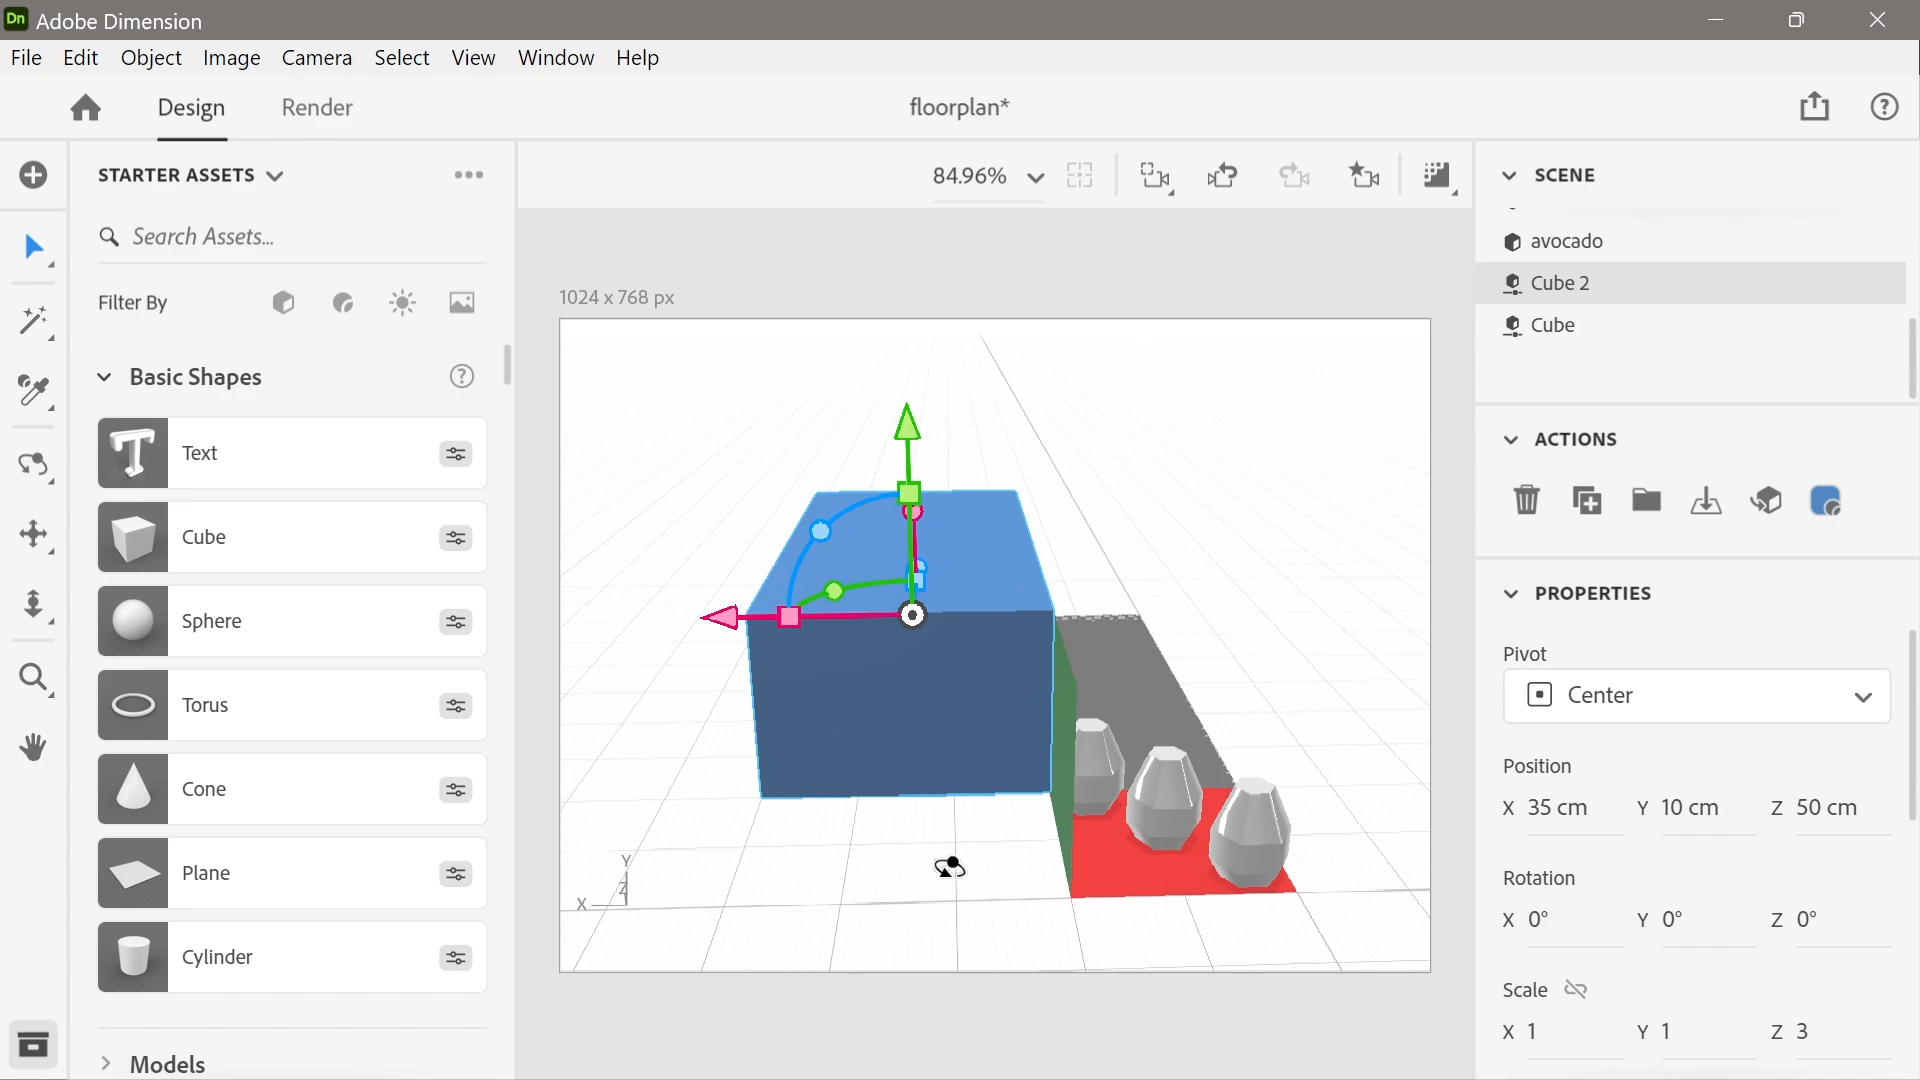 Dn Adobe Dimension
File Edit Object Image Camera Select View Window Help
Design Render floorplan*
STARTER ASSETS
84.96%
Search Assets...
Filter By
Basic Shapes
Text
Cube
Sphere
Torus
Cone
Plane
Cylinder
Models
1024 x 768 px
Y
Z
X
SCENE
avocado
Cube 2
Cube
ACTIONS
PROPERTIES
Pivot
Center
Position
X 35 cm Y 10 cm Z 50 cm
Rotation
X 0° Y 0° Z 0°
Scale
X 1 Y 1 Z 3